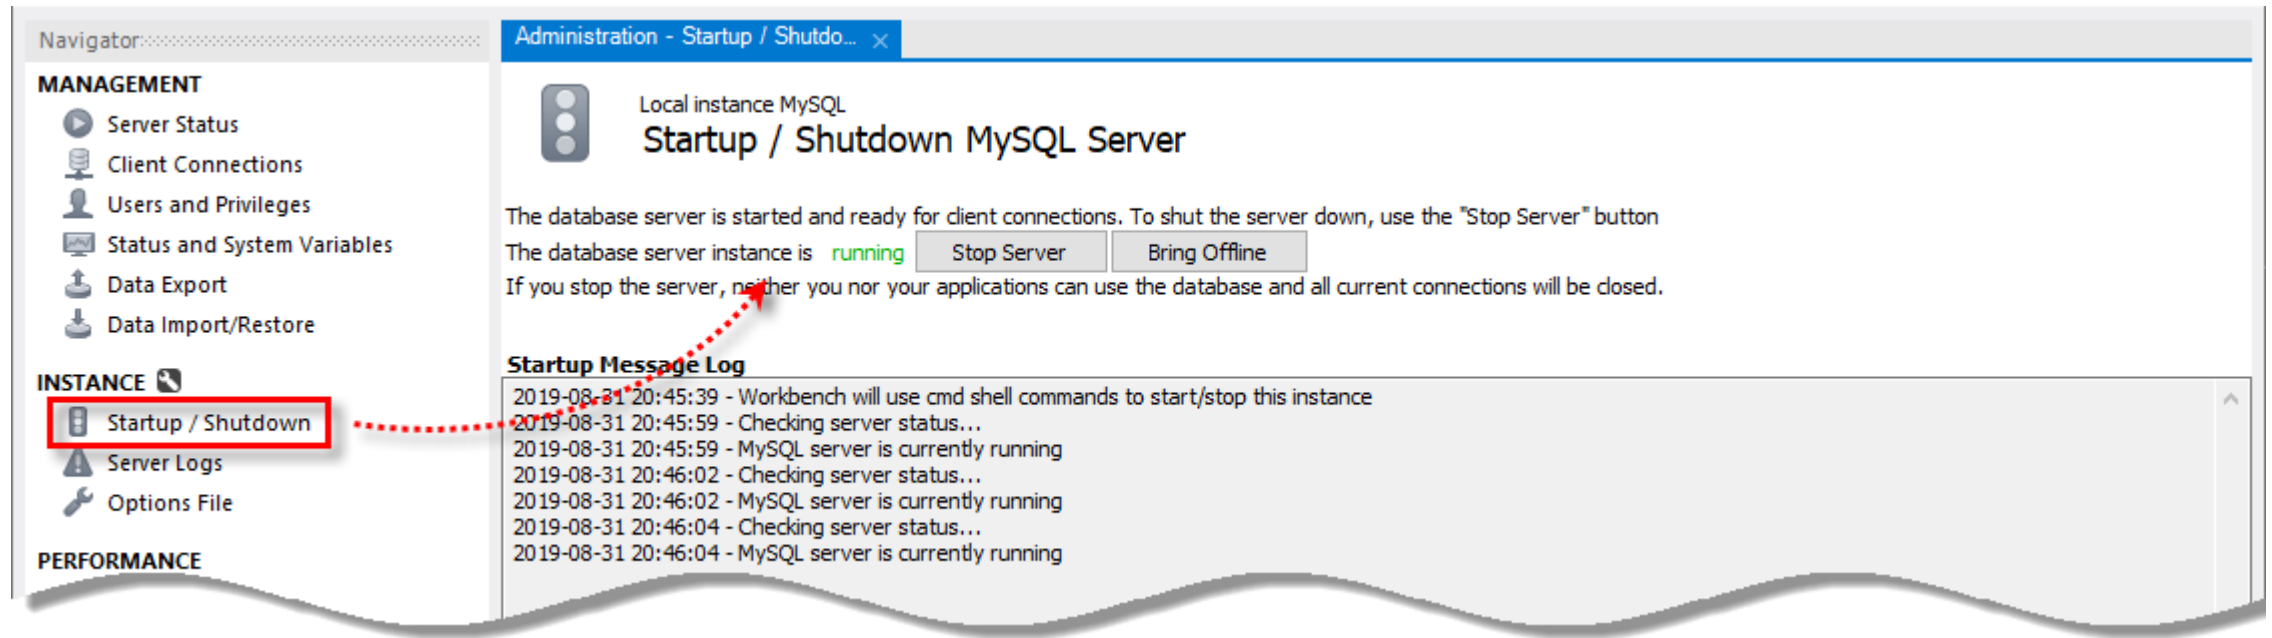 Navigator
MANAGEMENT
Server Status
Client Connections
Users and Privileges
Status and System Variables
Data Export
Data Import/Restore
INSTANCE
Startup / Shutdown
Server Logs
Options File
PERFORMANCE
Administration - Startup / Shutdo...
Local instance MySQL
Startup / Shutdown MySQL Server
The database server is started and ready for client connections. To shut the server down, use the "Stop Server" button
The database server instance is running Stop Server Bring Offline
If you stop the server, neither you nor your applications can use the database and all current connections will be closed.
Startup Message Log
2019-08-31 20:45:39 - Workbench will use cmd shell commands to start/stop this instance
2019-08-31 20:45:59 - Checking server status...
2019-08-31 20:45:59 - MySQL server is currently running
2019-08-31 20:46:02 - Checking server status...
2019-08-31 20:46:02 - MySQL server is currently running
2019-08-31 20:46:04 - Checking server status...
2019-08-31 20:46:04 - MySQL server is currently running